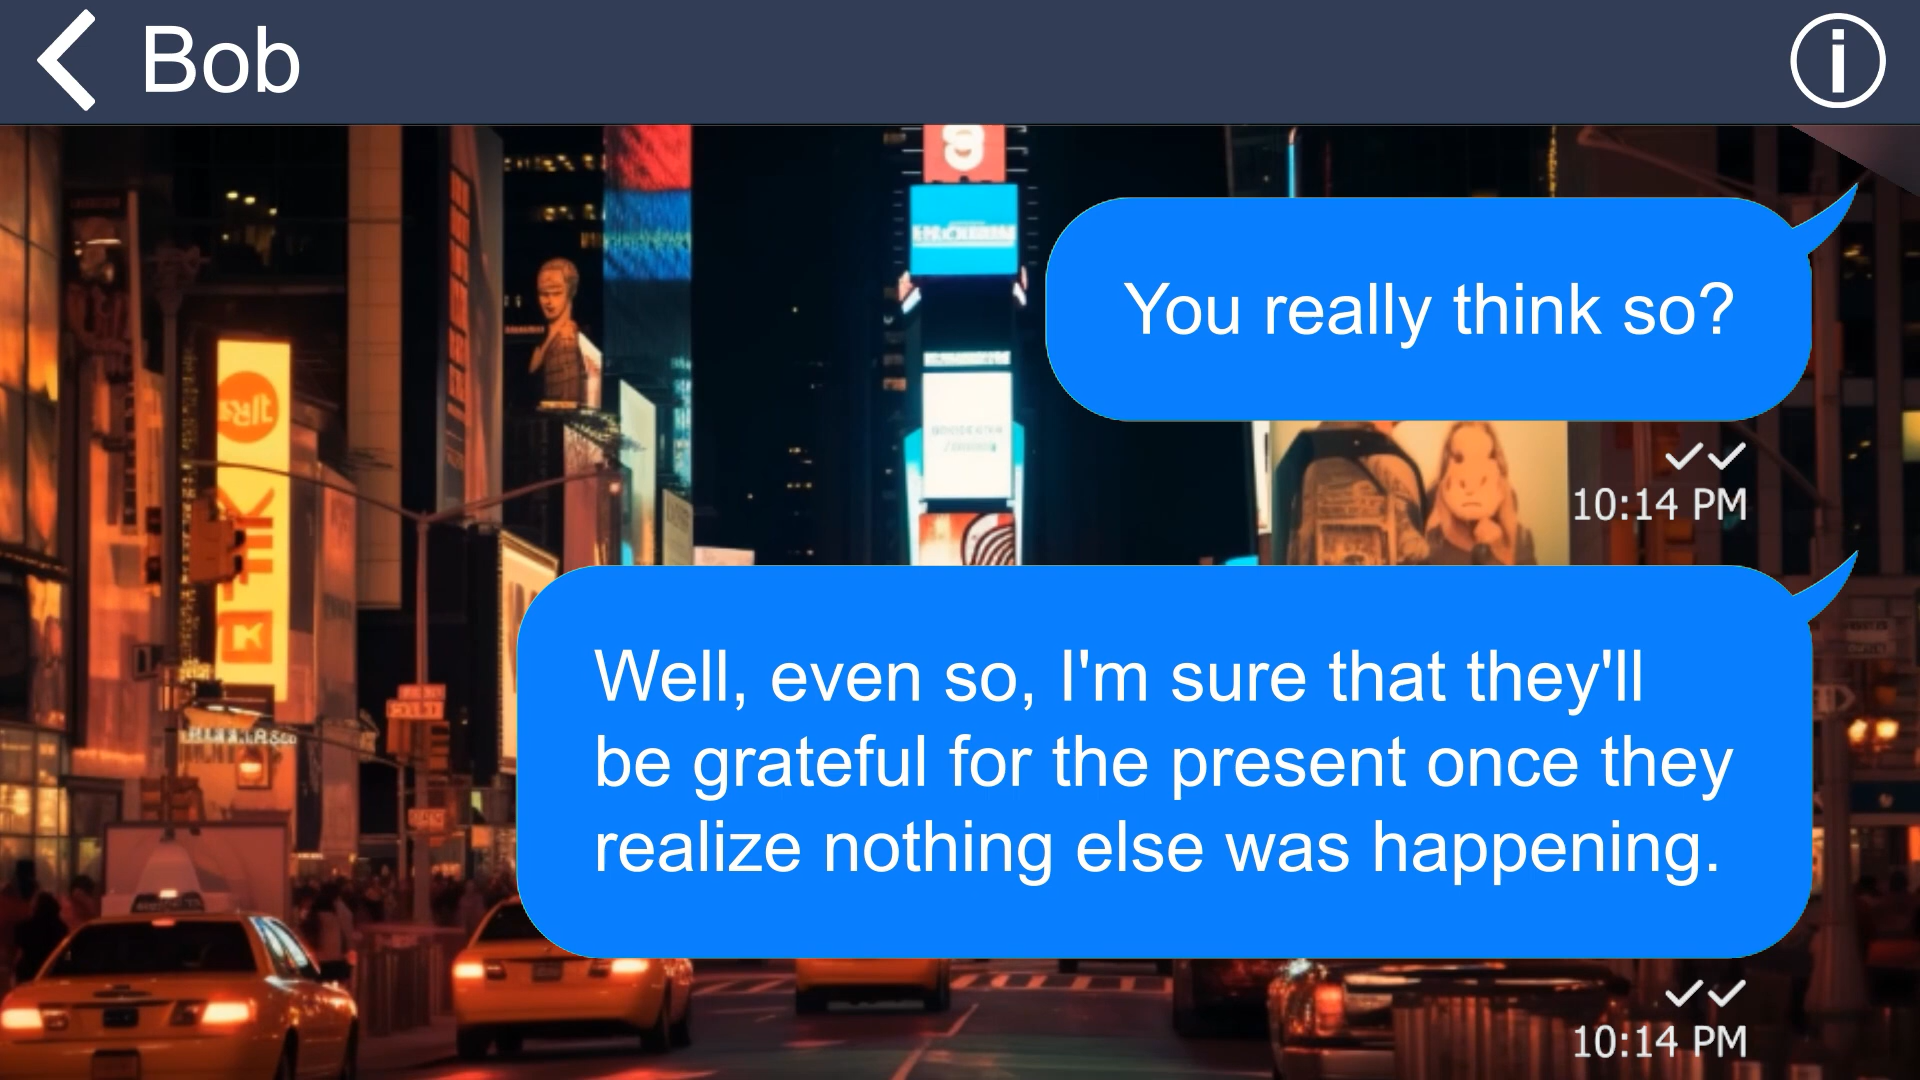 Bob
You really think so?
10:14 PM
Well, even so, I'm sure that they'll
be grateful for the present once they
realize nothing else was happening.
10:14 PM